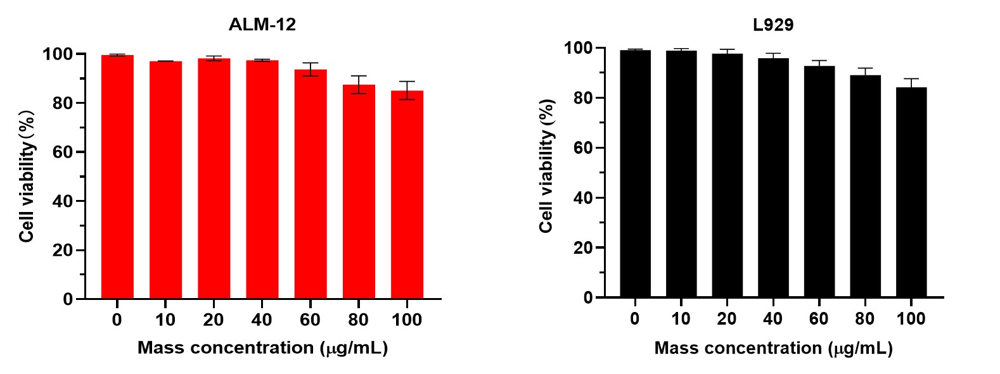 ALM-12
100
80
60
40
20
0
Cell viability(%)
0 10 20 40 60 80 100
Mass concentration (μg/mL)
L929
100
80
60
40
20
0
Cell viability (%)
0 10 20 40 60 80 100
Mass concentration (μg/mL)